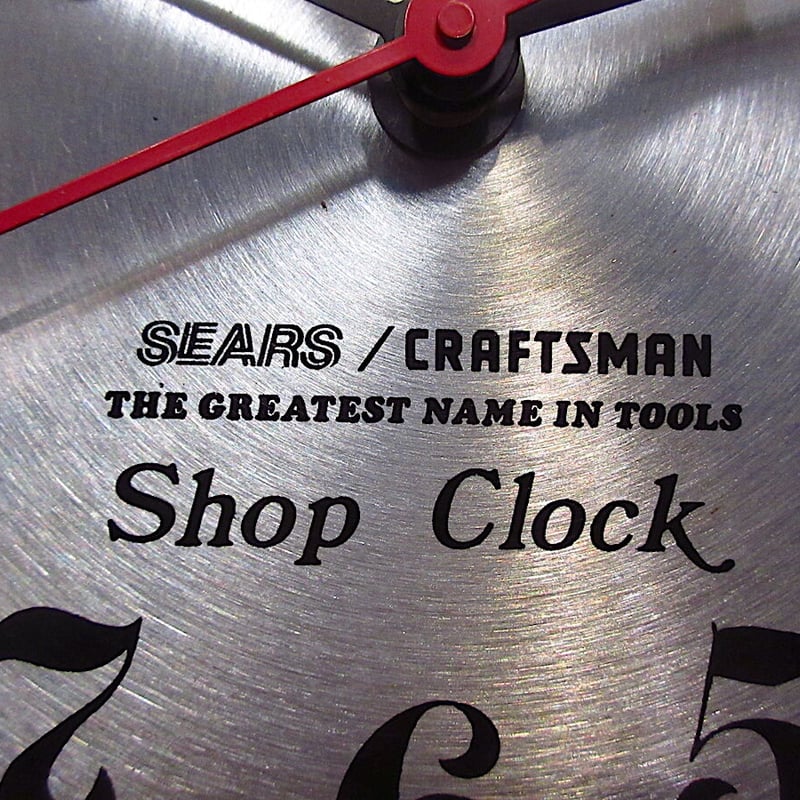 SEARS / CRAFTSMAN
THE GREATEST NAME IN TOOLS
Shop Clock
7 6 5